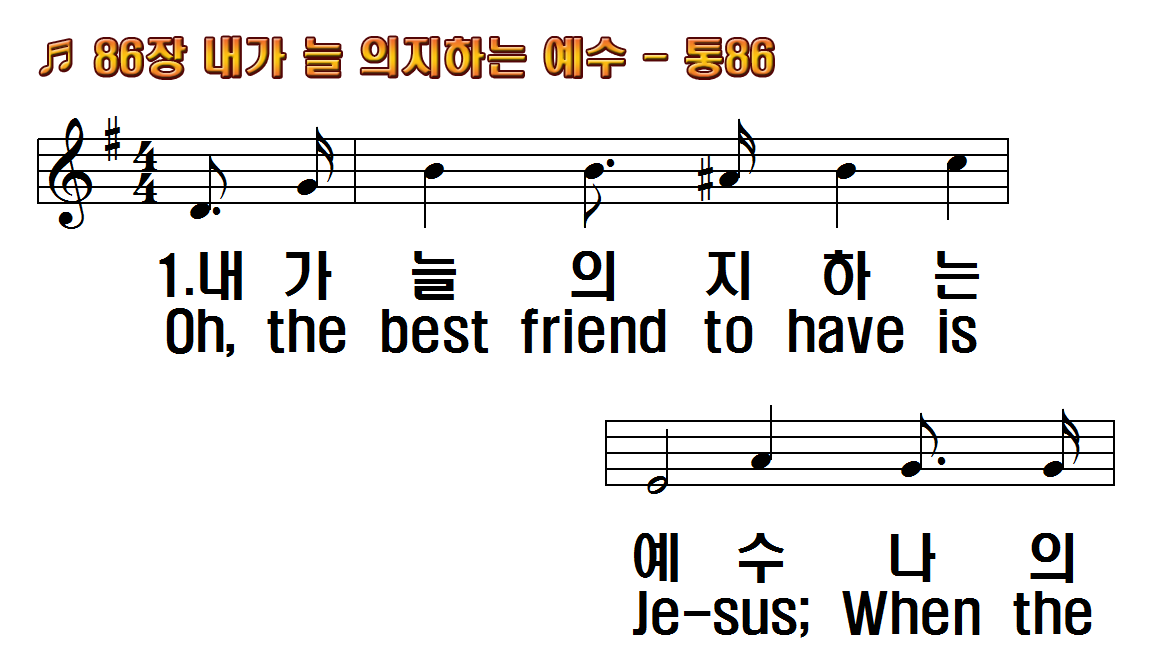 ♬ 86장 내가 늘 의지하는 예수 - 통86
1.내 가 늘 의 지 하 는
Oh, the best friend to have is
예 수 나 의
Je-sus; When the